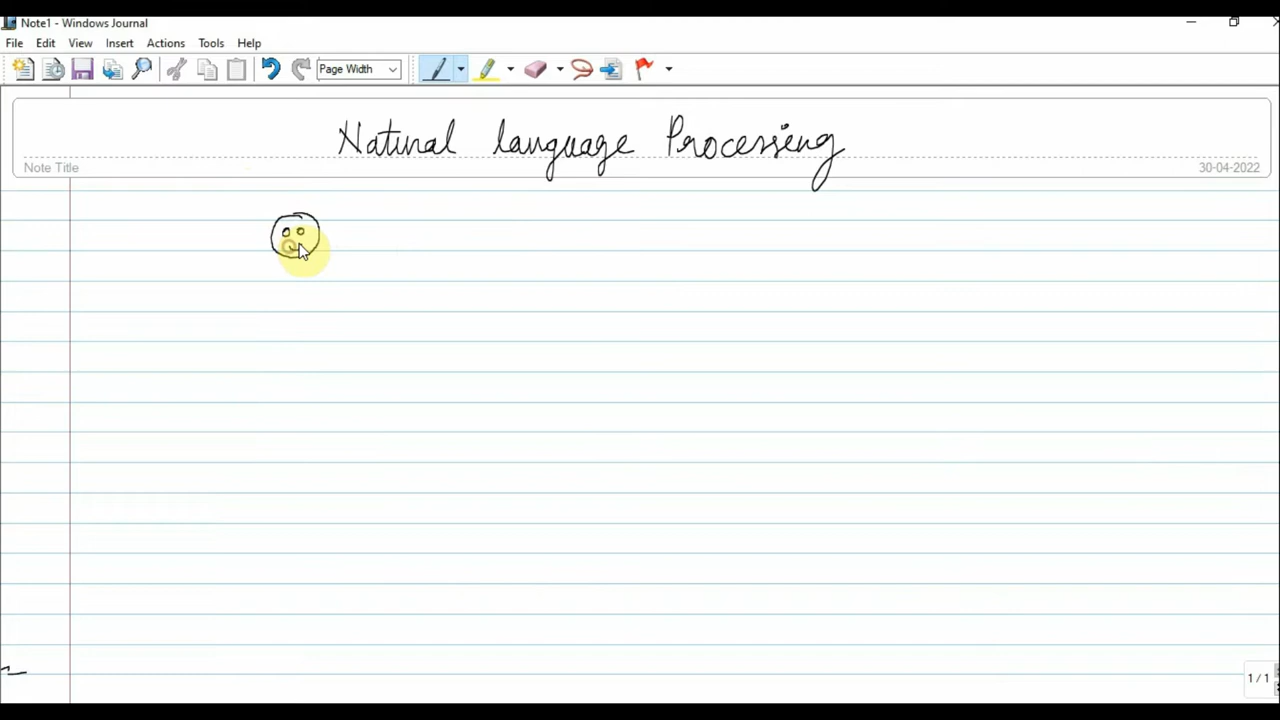 Note1 - Windows Journal
File Edit View Insert Actions Tools Help
Page Width
Natural language Processing
Note Title
30-04-2022
1 / 1